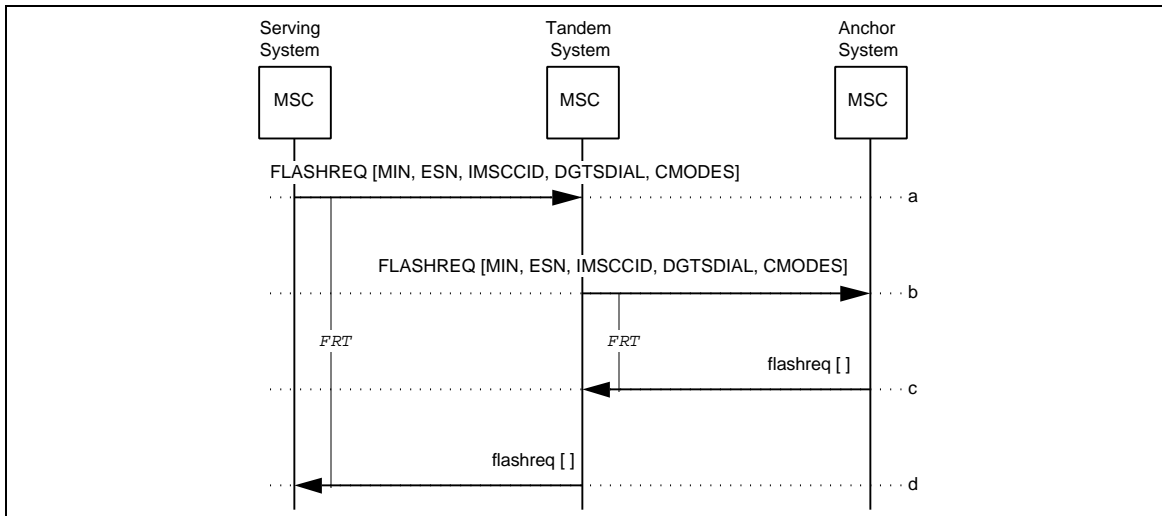 Serving
System
Tandem
System
Anchor
System
MSC
MSC
MSC
FLASHREQ [MIN, ESN, IMSCCID, DGTSDIAL, CMODES]
a
FLASHREQ [MIN, ESN, IMSCCID, DGTSDIAL, CMODES]
b
FRT
FRT
flashreq [ ]
c
flashreq [ ]
d